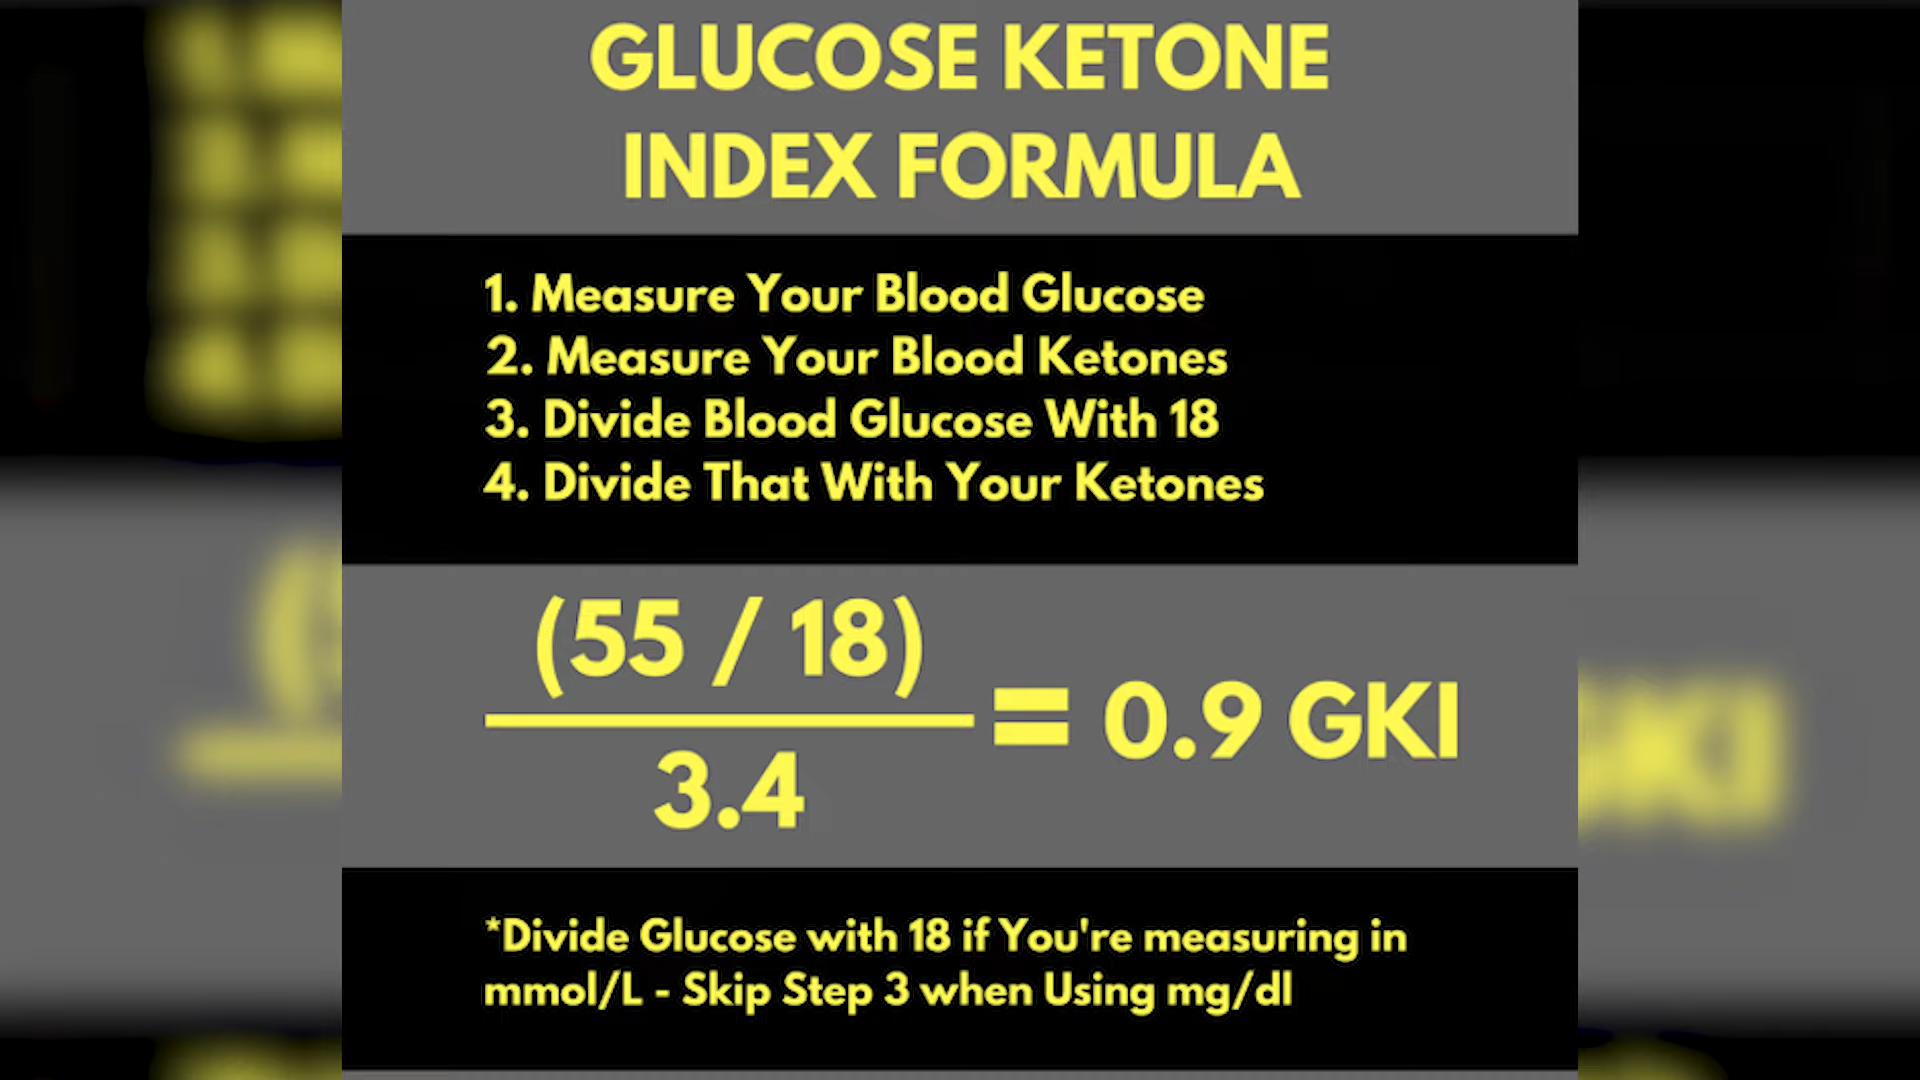 GLUCOSE KETONE
INDEX FORMULA
1. Measure Your Blood Glucose
2. Measure Your Blood Ketones
3. Divide Blood Glucose With 18
4. Divide That With Your Ketones
(55 / 18)
3.4
= 0.9 GKI
*Divide Glucose with 18 if You're measuring in
mmol/L - Skip Step 3 when Using mg/dl